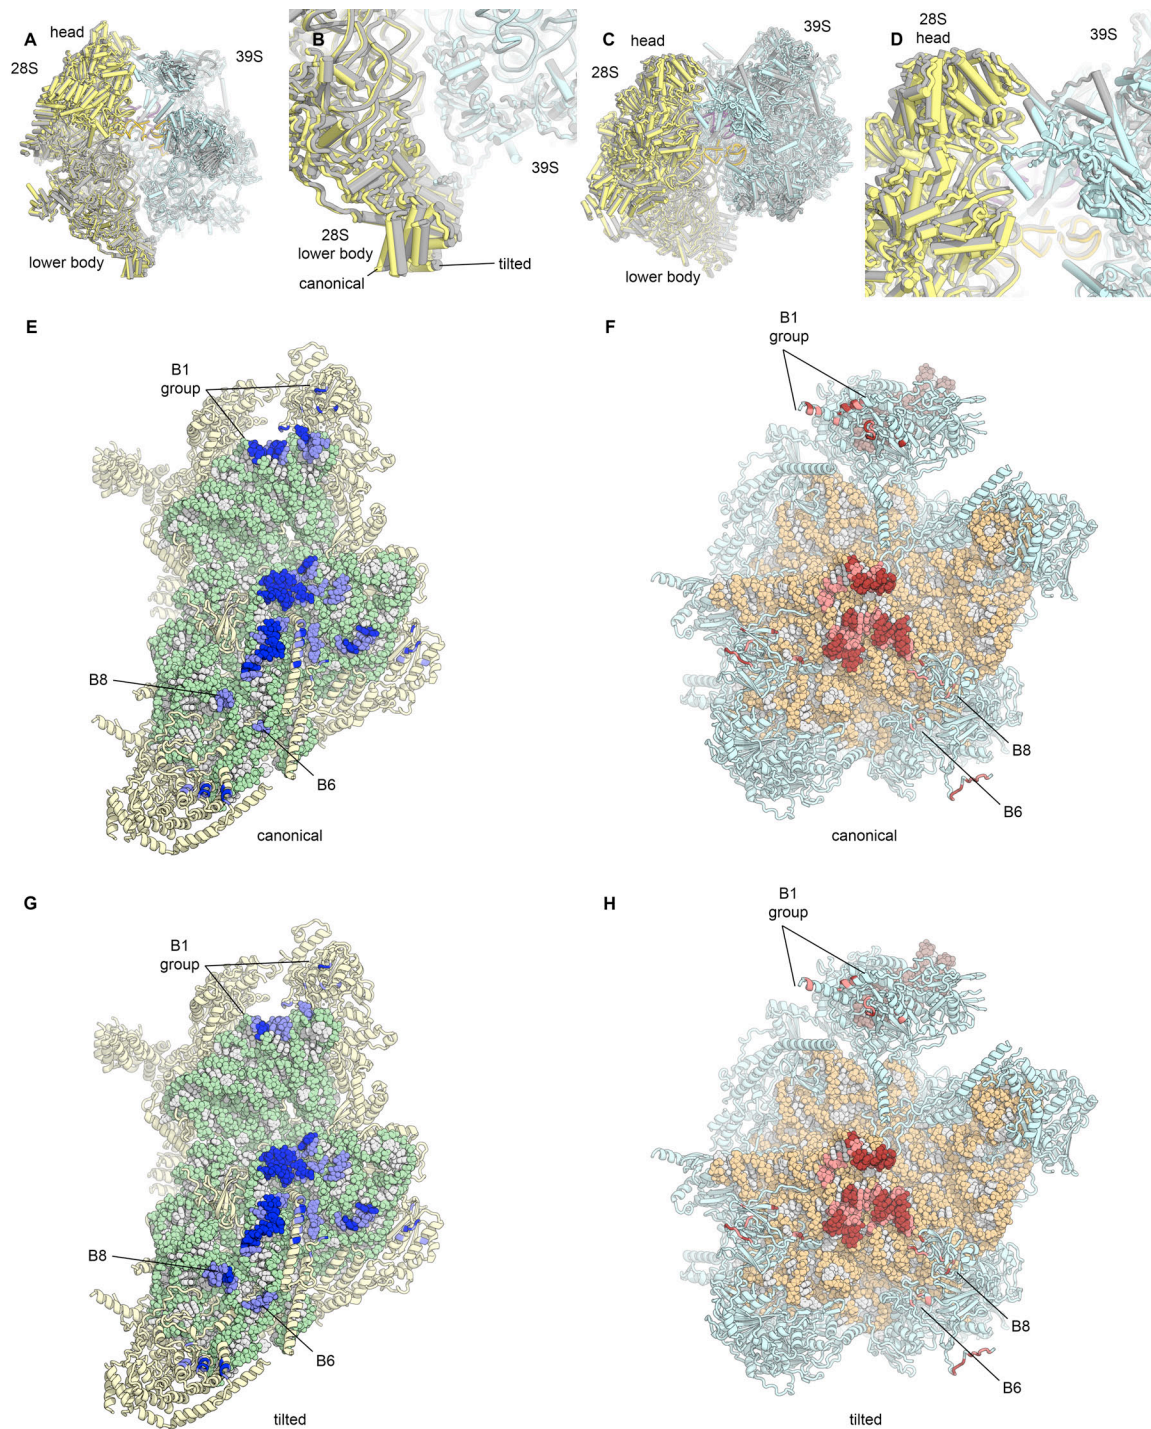 A
head
28S
39S
lower body
B
39S
28S
lower body
canonical
tilted
C
head
28S
39S
lower body
D
28S
head
39S
E
B1
group
B8
B6
canonical
F
B1
group
B8
B6
canonical
G
B1
group
B8
B6
tilted
H
B1
group
B8
B6
tilted